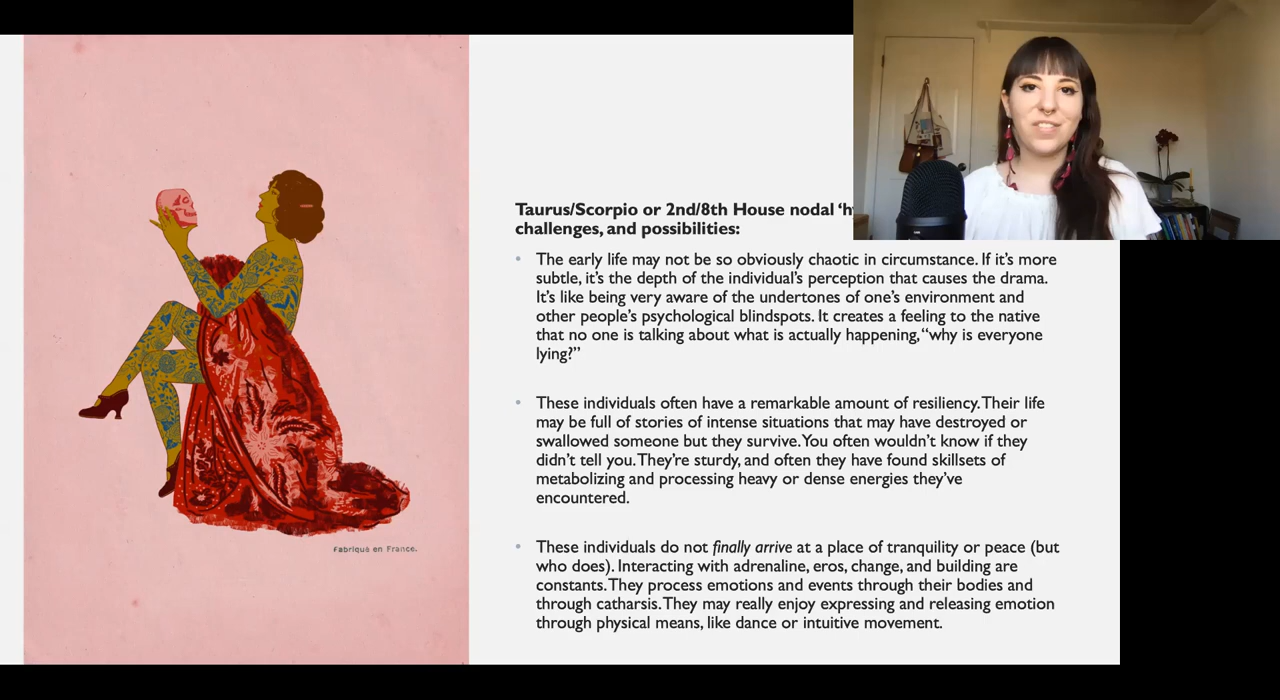 Taurus/Scorpio or 2nd/8th House nodal
challenges, and possibilities:
• The early life may not be so obviously chaotic in circumstance. If it’s more
subtle, it’s the depth of the individual’s perception that causes the drama.
It’s like being very aware of the undertones of one’s environment and
other people’s psychological blindspots. It creates a feeling to the native
that no one is talking about what is actually happening, “why is everyone
lying?”
• These individuals often have a remarkable amount of resiliency. Their life
may be full of stories of intense situations that may have destroyed or
swallowed someone but they survive. You often wouldn’t know if they
didn’t tell you. They’re sturdy, and often they have found skillsets of
metabolizing and processing heavy or dense energies they’ve
encountered.
Fabriqué en France.
• These individuals do not finally arrive at a place of tranquility or peace (but
who does). Interacting with adrenaline, eros, change, and building are
constants. They process emotions and events through their bodies and
through catharsis. They may really enjoy expressing and releasing emotion
through physical means, like dance or intuitive movement.